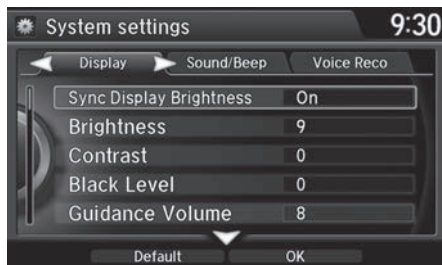 System settings 9:30
Display Sound/Beep Voice Reco
Sync Display Brightness On
Brightness 9
Contrast 0
Black Level 0
Guidance Volume 8
Default OK